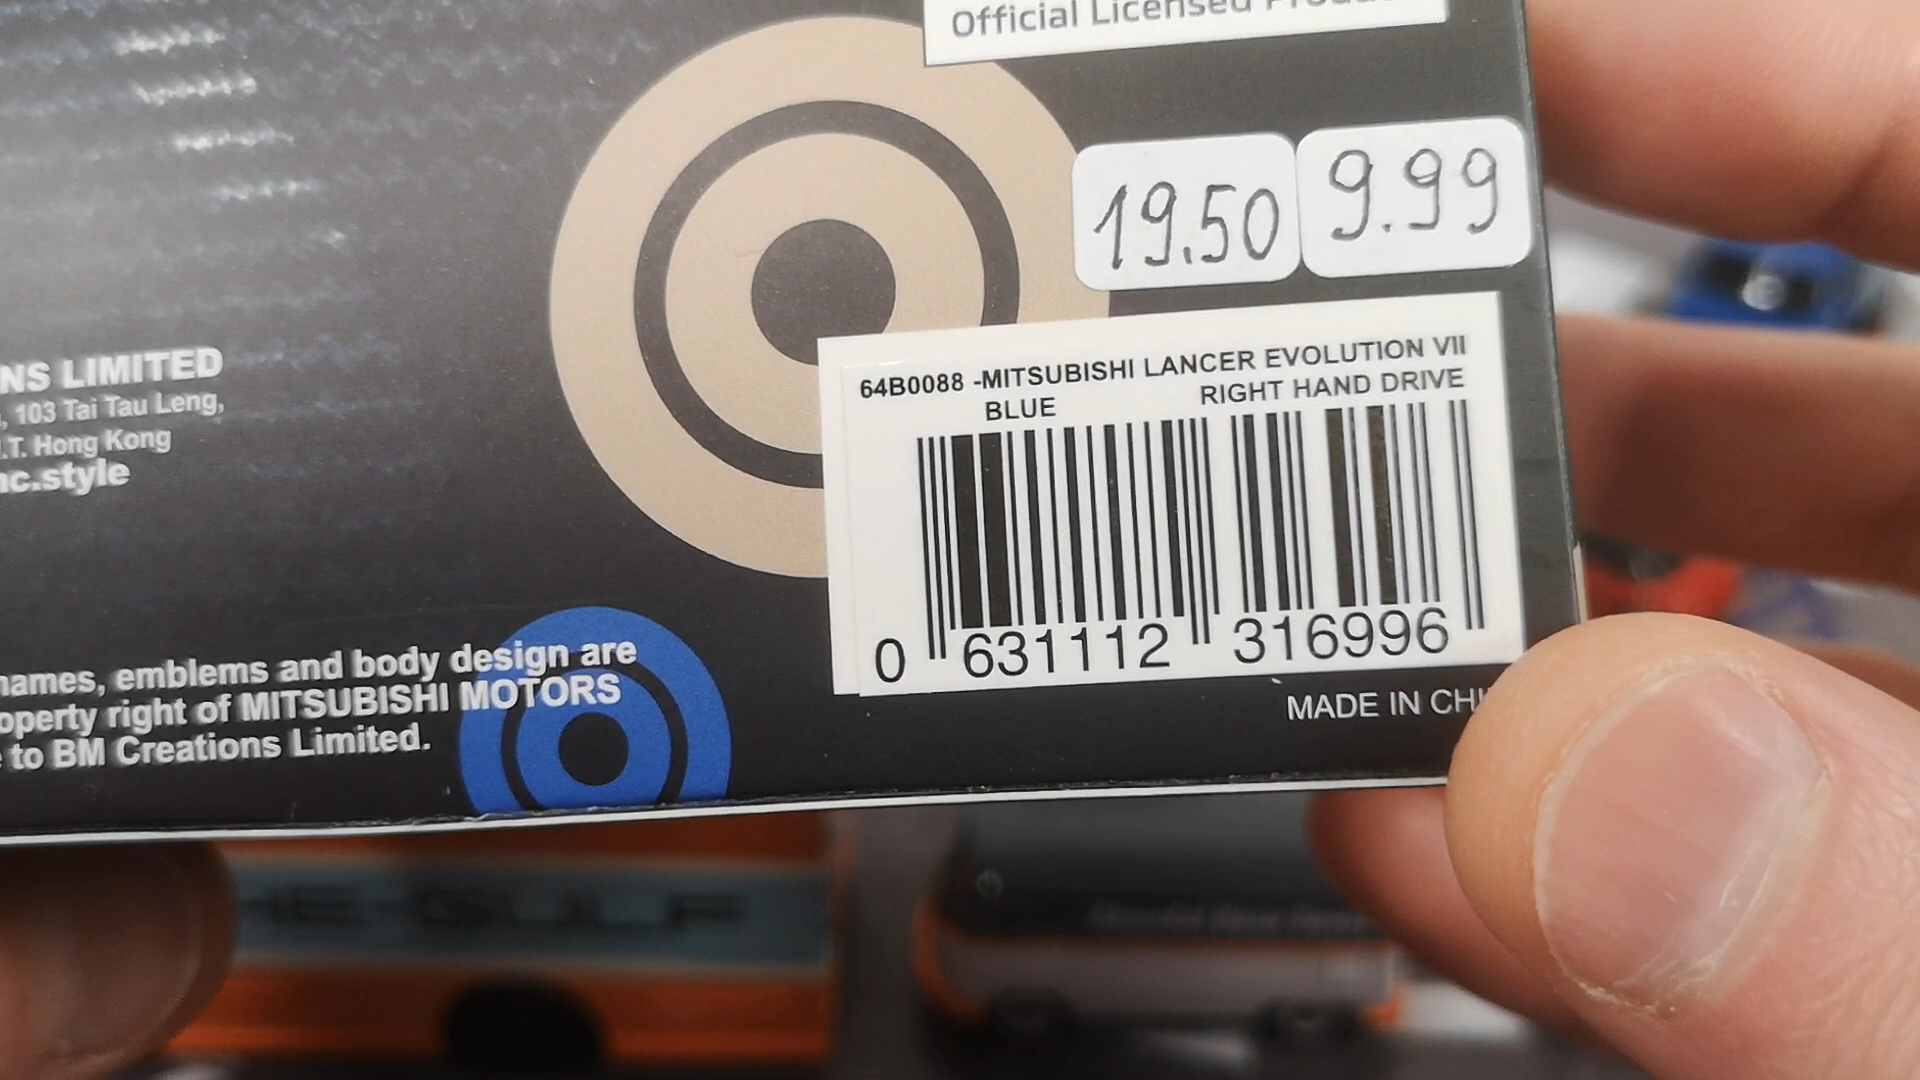 Official Licensed
19.50
9.99
NS LIMITED
, 103 Tai Tau Leng,
.T. Hong Kong
c.style
64B0088 -MITSUBISHI LANCER EVOLUTION VII
BLUE RIGHT HAND DRIVE
0 631112 316996
MADE IN
names, emblems and body design are
operty right of MITSUBISHI MOTORS
to BM Creations Limited.
GULF